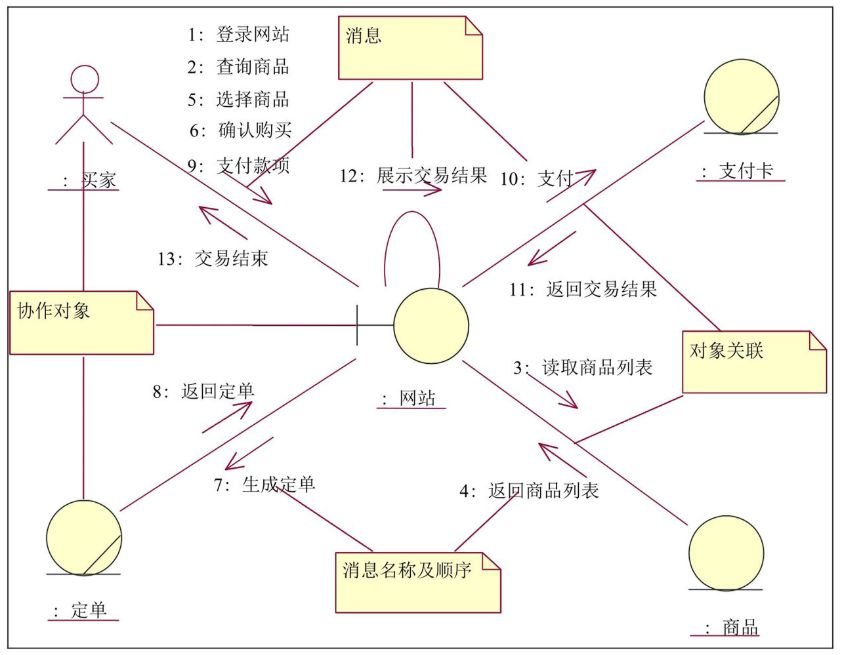 1：登录网站
2：查询商品
5：选择商品
6：确认购买
9：支付款项
消息
：买家
12：展示交易结果
10：支付
：支付卡
13：交易结束
11：返回交易结果
协作对象
对象关联
8：返回定单
：网站
3：读取商品列表
7：生成定单
4：返回商品列表
消息名称及顺序
：定单
：商品